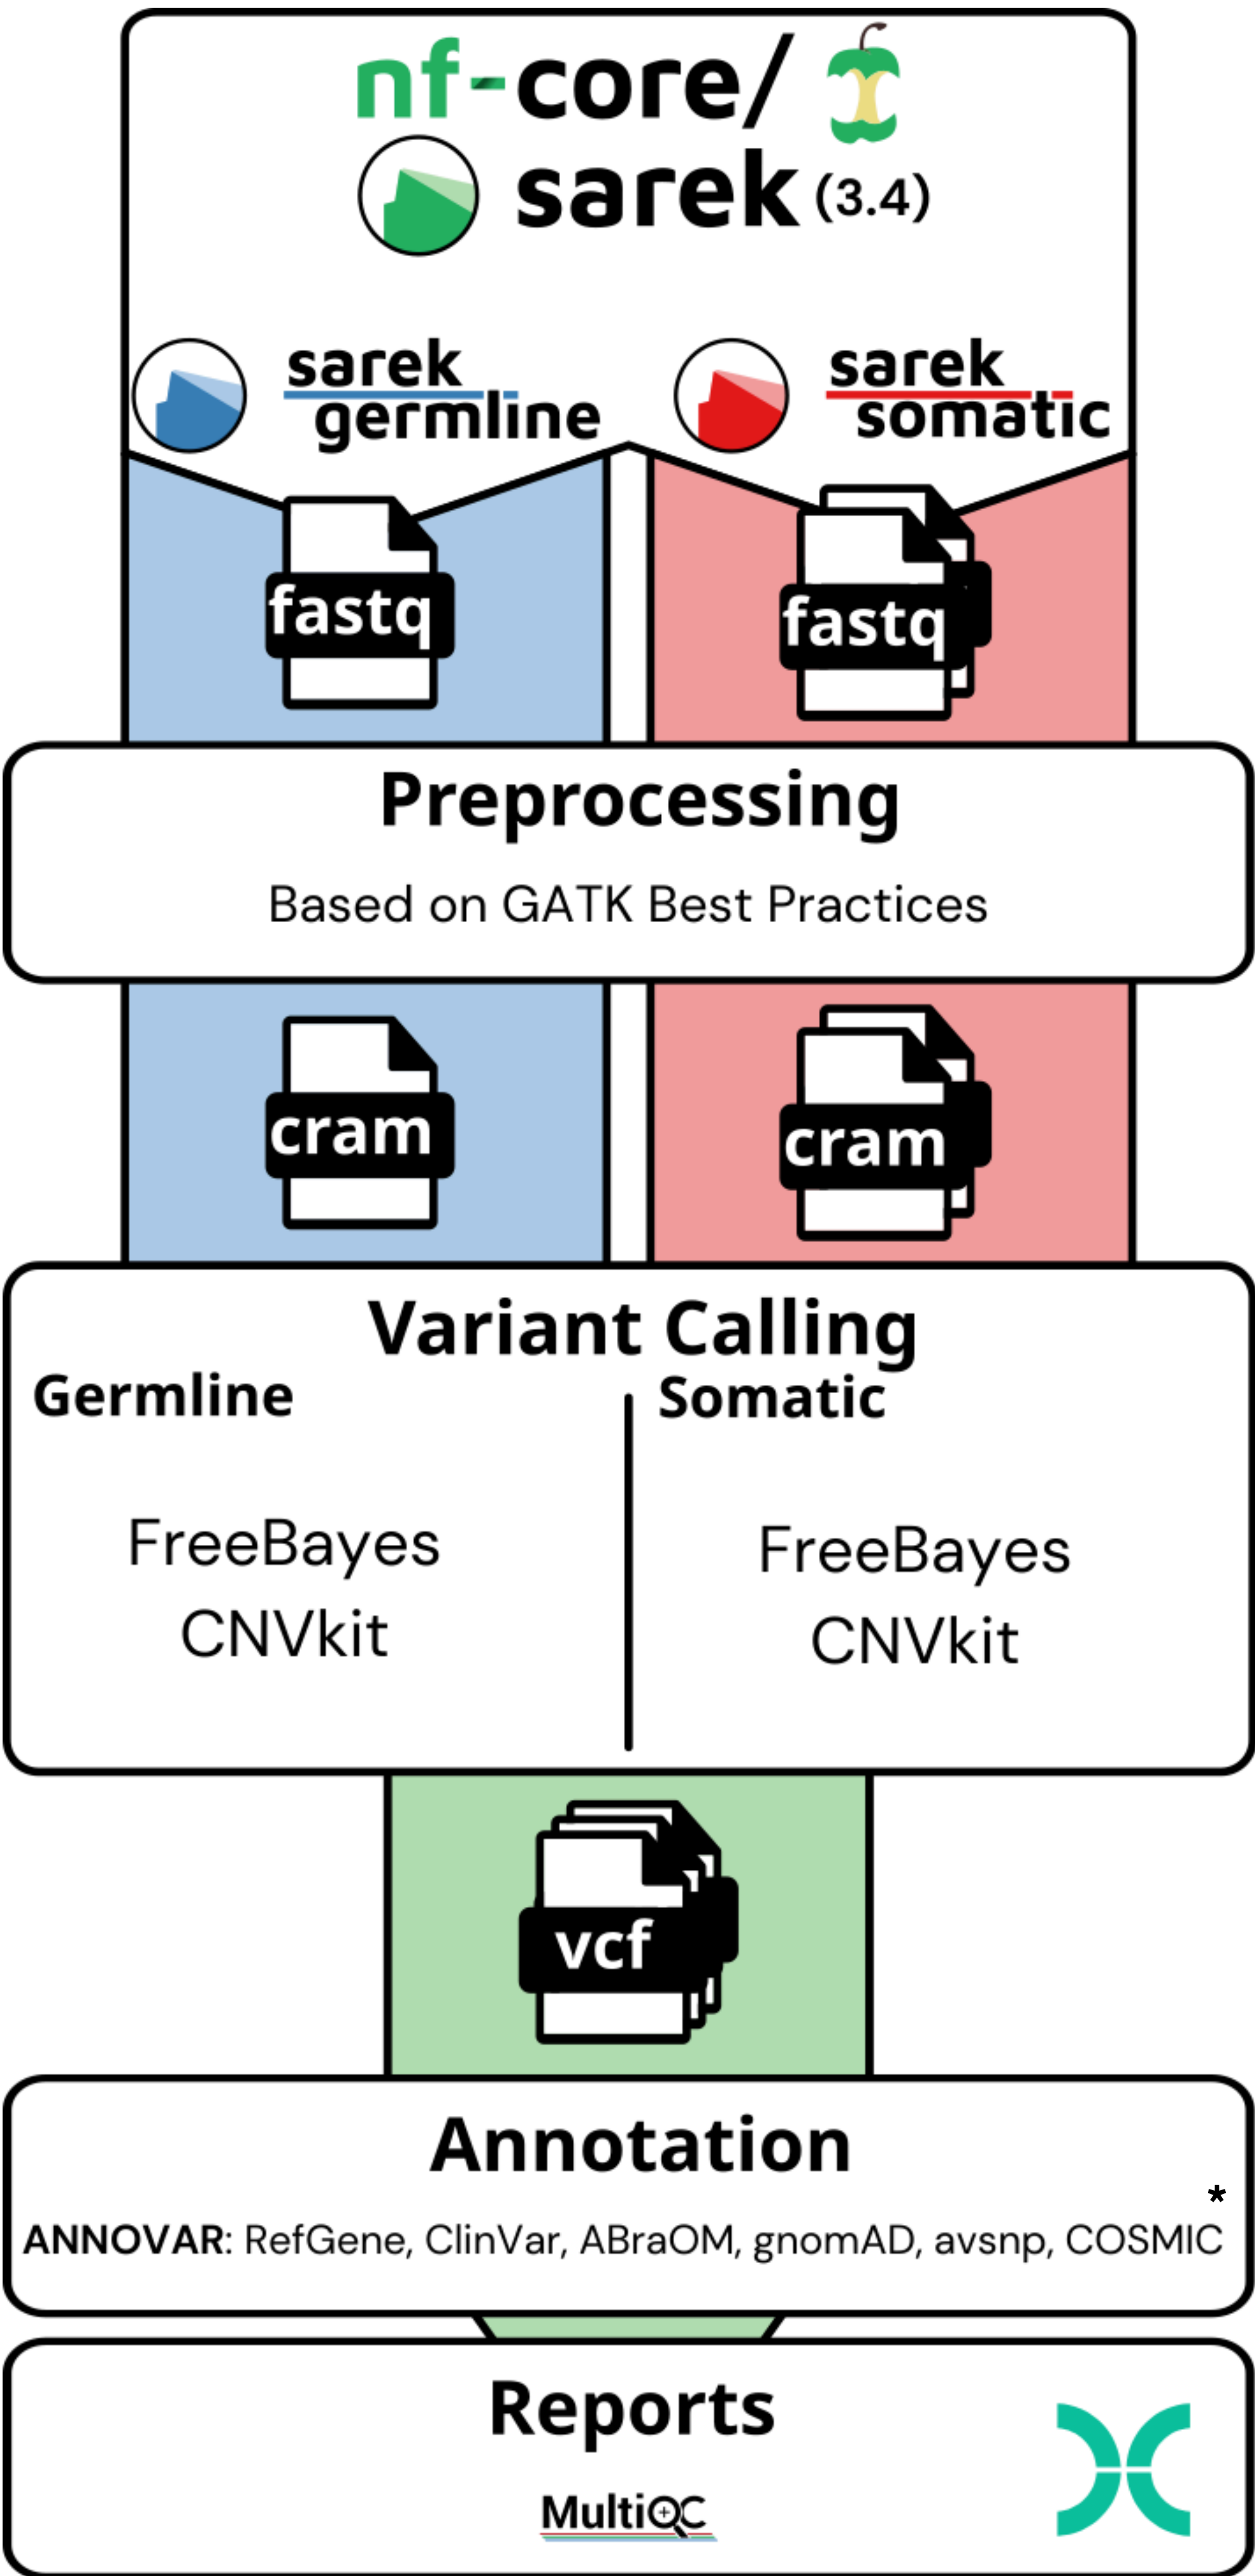 nf-core/
sarek (3.4)
sarek
germline
sarek
somatic
fastq
fastq
Preprocessing
Based on GATK Best Practices
cram
cram
Variant Calling
Germline
Somatic
FreeBayes
FreeBayes
CNVkit
CNVkit
vcf
Annotation
*
ANNOVAR: RefGene, ClinVar, ABraOM, gnomAD, avsnp, COSMIC
Reports
MultiQC